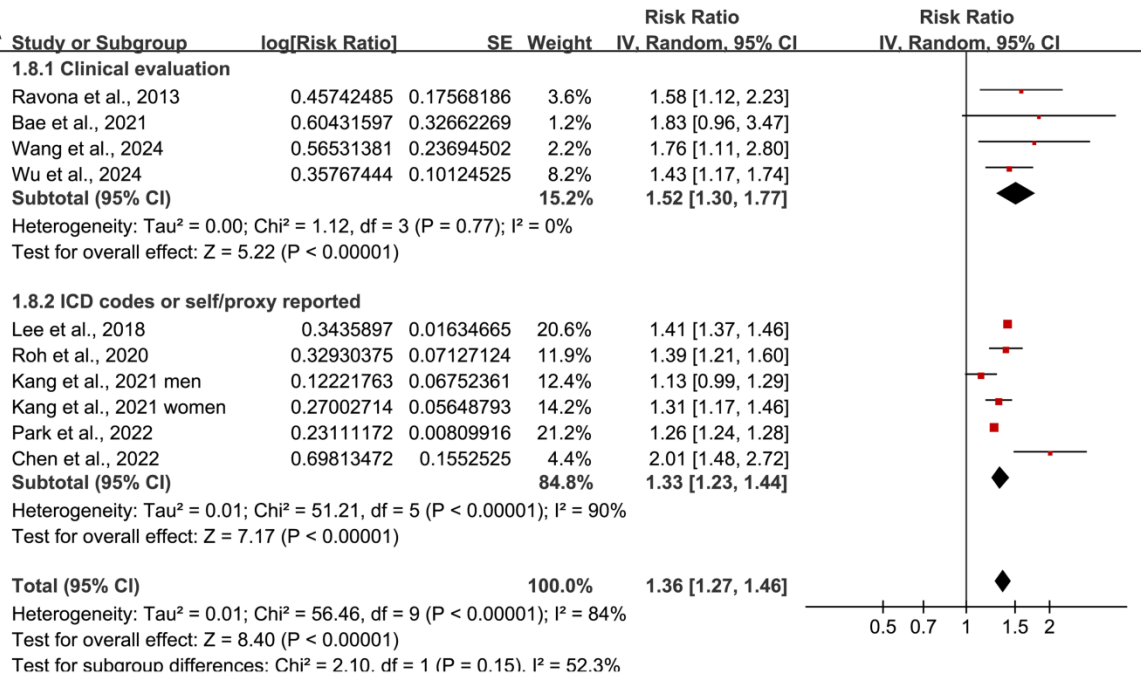 Risk Ratio Risk Ratio
Study or Subgroup log[Risk Ratio] SE Weight IV, Random, 95% CI IV, Random, 95% CI
1.8.1 Clinical evaluation
Ravona et al., 2013 0.45742485 0.17568186 3.6% 1.58 [1.12, 2.23]
Bae et al., 2021 0.60431597 0.32662269 1.2% 1.83 [0.96, 3.47]
Wang et al., 2024 0.56531381 0.23694502 2.2% 1.76 [1.11, 2.80]
Wu et al., 2024 0.35767444 0.10124525 8.2% 1.43 [1.17, 1.74]
Subtotal (95% CI) 15.2% 1.52 [1.30, 1.77]
Heterogeneity: Tau² = 0.00; Chi² = 1.12, df = 3 (P = 0.77); I² = 0%
Test for overall effect: Z = 5.22 (P < 0.00001)
1.8.2 ICD codes or self/proxy reported
Lee et al., 2018 0.3435897 0.01634665 20.6% 1.41 [1.37, 1.46]
Roh et al., 2020 0.32930375 0.07127124 11.9% 1.39 [1.21, 1.60]
Kang et al., 2021 men 0.12221763 0.06752361 12.4% 1.13 [0.99, 1.29]
Kang et al., 2021 women 0.27002714 0.05648793 14.2% 1.31 [1.17, 1.46]
Park et al., 2022 0.23111172 0.00809916 21.2% 1.26 [1.24, 1.28]
Chen et al., 2022 0.69813472 0.1552525 4.4% 2.01 [1.48, 2.72]
Subtotal (95% CI) 84.8% 1.33 [1.23, 1.44]
Heterogeneity: Tau² = 0.01; Chi² = 51.21, df = 5 (P < 0.00001); I² = 90%
Test for overall effect: Z = 7.17 (P < 0.00001)
Total (95% CI) 100.0% 1.36 [1.27, 1.46]
Heterogeneity: Tau² = 0.01; Chi² = 56.46, df = 9 (P < 0.00001); I² = 84%
0.5 0.7 1 1.5 2
Test for overall effect: Z = 8.40 (P < 0.00001)
Test for subgroup differences: Chi² = 2.10, df = 1 (P = 0.15), I² = 52.3%